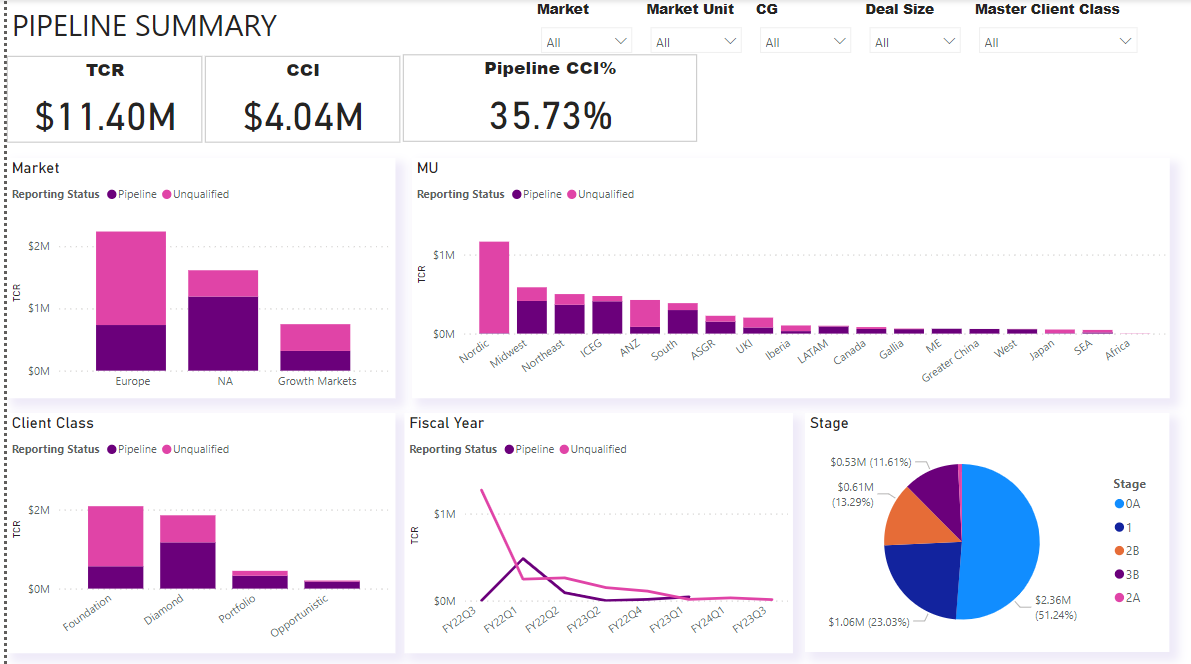 PIPELINE SUMMARY
Market Market Unit CG Deal Size Master Client Class
All All All All All
TCR CCI Pipeline CCI%
$11.40M $4.04M 35.73%
Market
Reporting Status Pipeline Unqualified
TCR
$2M
$1M
$0M
Europe NA Growth Markets
MU
Reporting Status Pipeline Unqualified
TCR
$1M
$0M
Nordic Midwest Northeast ICEG ANZ South ASGR UKI Iberia LATAM Canada Gallia ME Greater China West Japan SEA Africa
Client Class
Reporting Status Pipeline Unqualified
TCR
$2M
$0M
Foundation Diamond Portfolio Opportunistic
Fiscal Year
Reporting Status Pipeline Unqualified
TCR
$1M
$0M
FY22Q3 FY22Q1 FY22Q2 FY23Q2 FY22Q4 FY23Q1 FY24Q1 FY23Q3
Stage
$0.53M (11.61%)
$0.61M
(13.29%)
$1.06M (23.03%)
$2.36M
(51.24%)
Stage
0A
1
2B
3B
2A